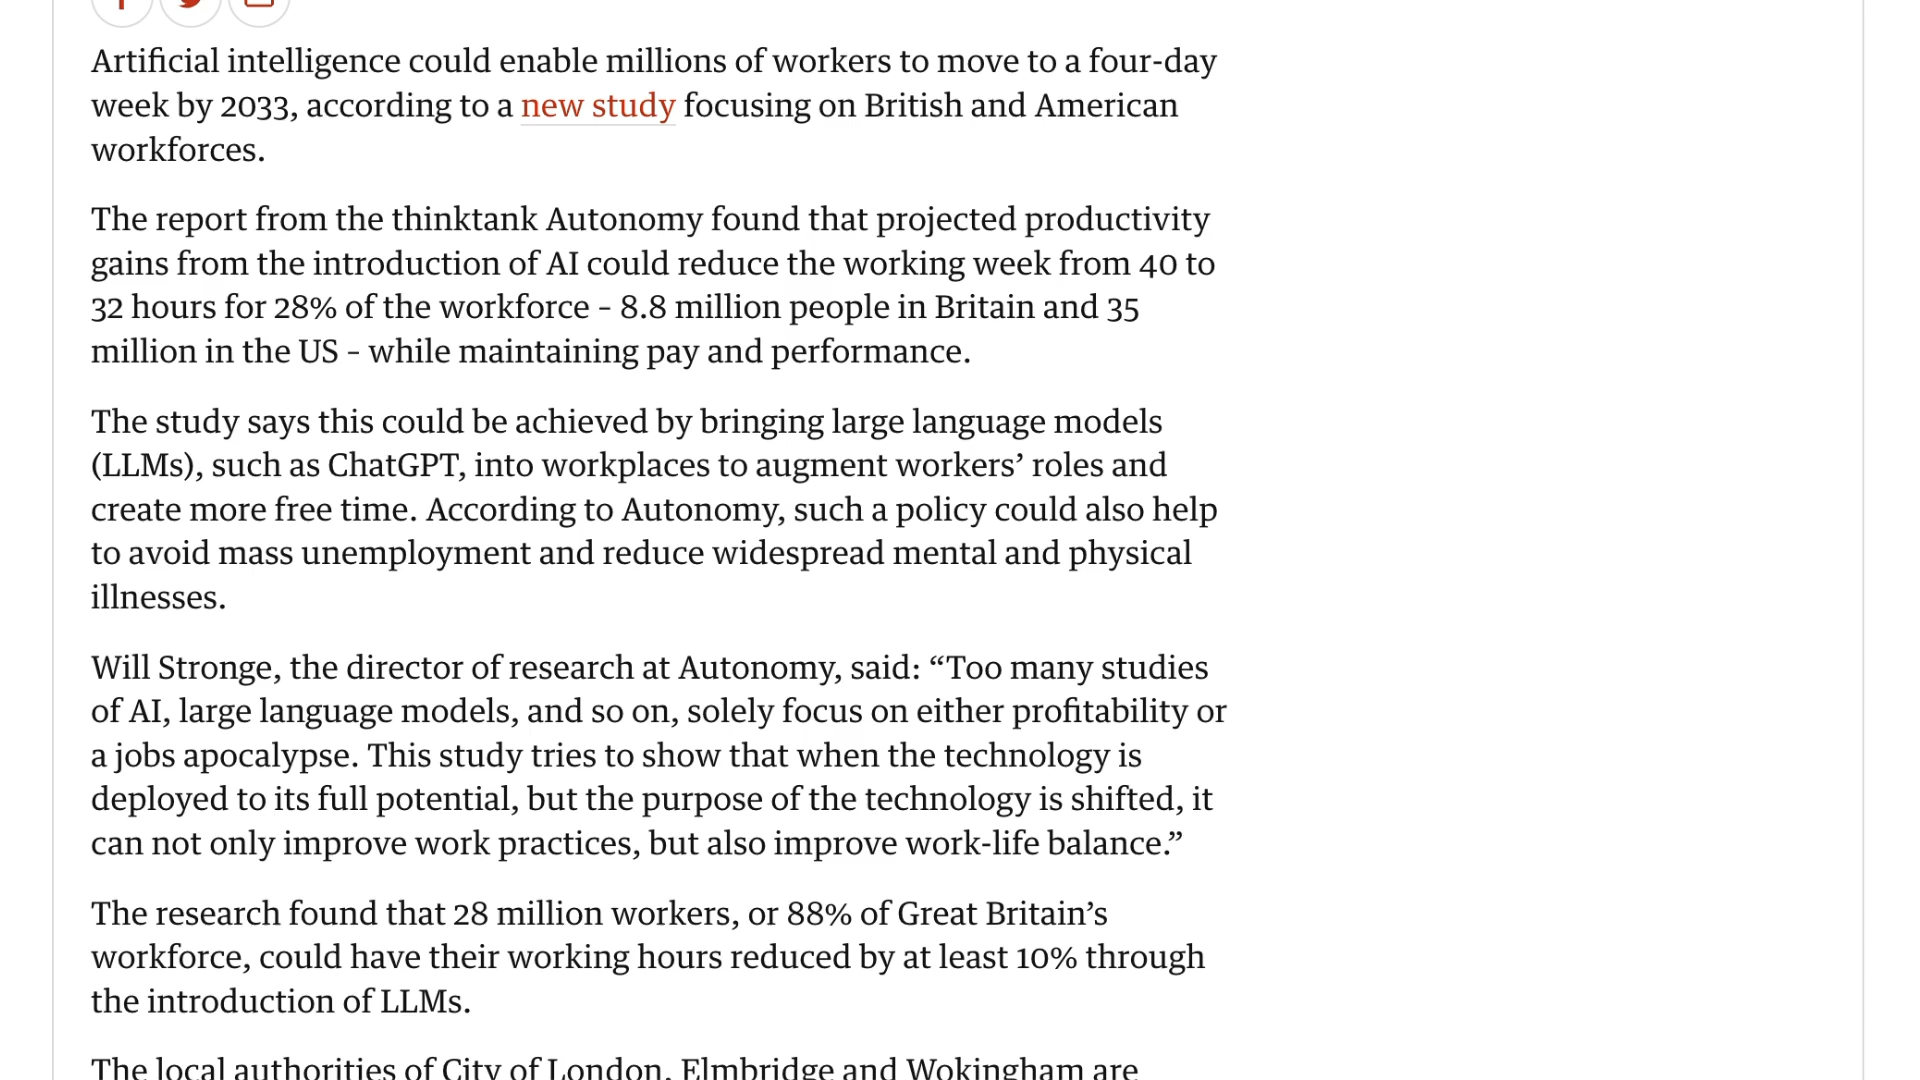 Artificial intelligence could enable millions of workers to move to a four-day
week by 2033, according to a new study focusing on British and American
workforces.
The report from the thinktank Autonomy found that projected productivity
gains from the introduction of AI could reduce the working week from 40 to
32 hours for 28% of the workforce – 8.8 million people in Britain and 35
million in the US – while maintaining pay and performance.
The study says this could be achieved by bringing large language models
(LLMs), such as ChatGPT, into workplaces to augment workers’ roles and
create more free time. According to Autonomy, such a policy could also help
to avoid mass unemployment and reduce widespread mental and physical
illnesses.
Will Stronge, the director of research at Autonomy, said: “Too many studies
of AI, large language models, and so on, solely focus on either profitability or
a jobs apocalypse. This study tries to show that when the technology is
deployed to its full potential, but the purpose of the technology is shifted, it
can not only improve work practices, but also improve work-life balance.”
The research found that 28 million workers, or 88% of Great Britain’s
workforce, could have their working hours reduced by at least 10% through
the introduction of LLMs.
The local authorities of City of London, Elmbridge and Wokingham are